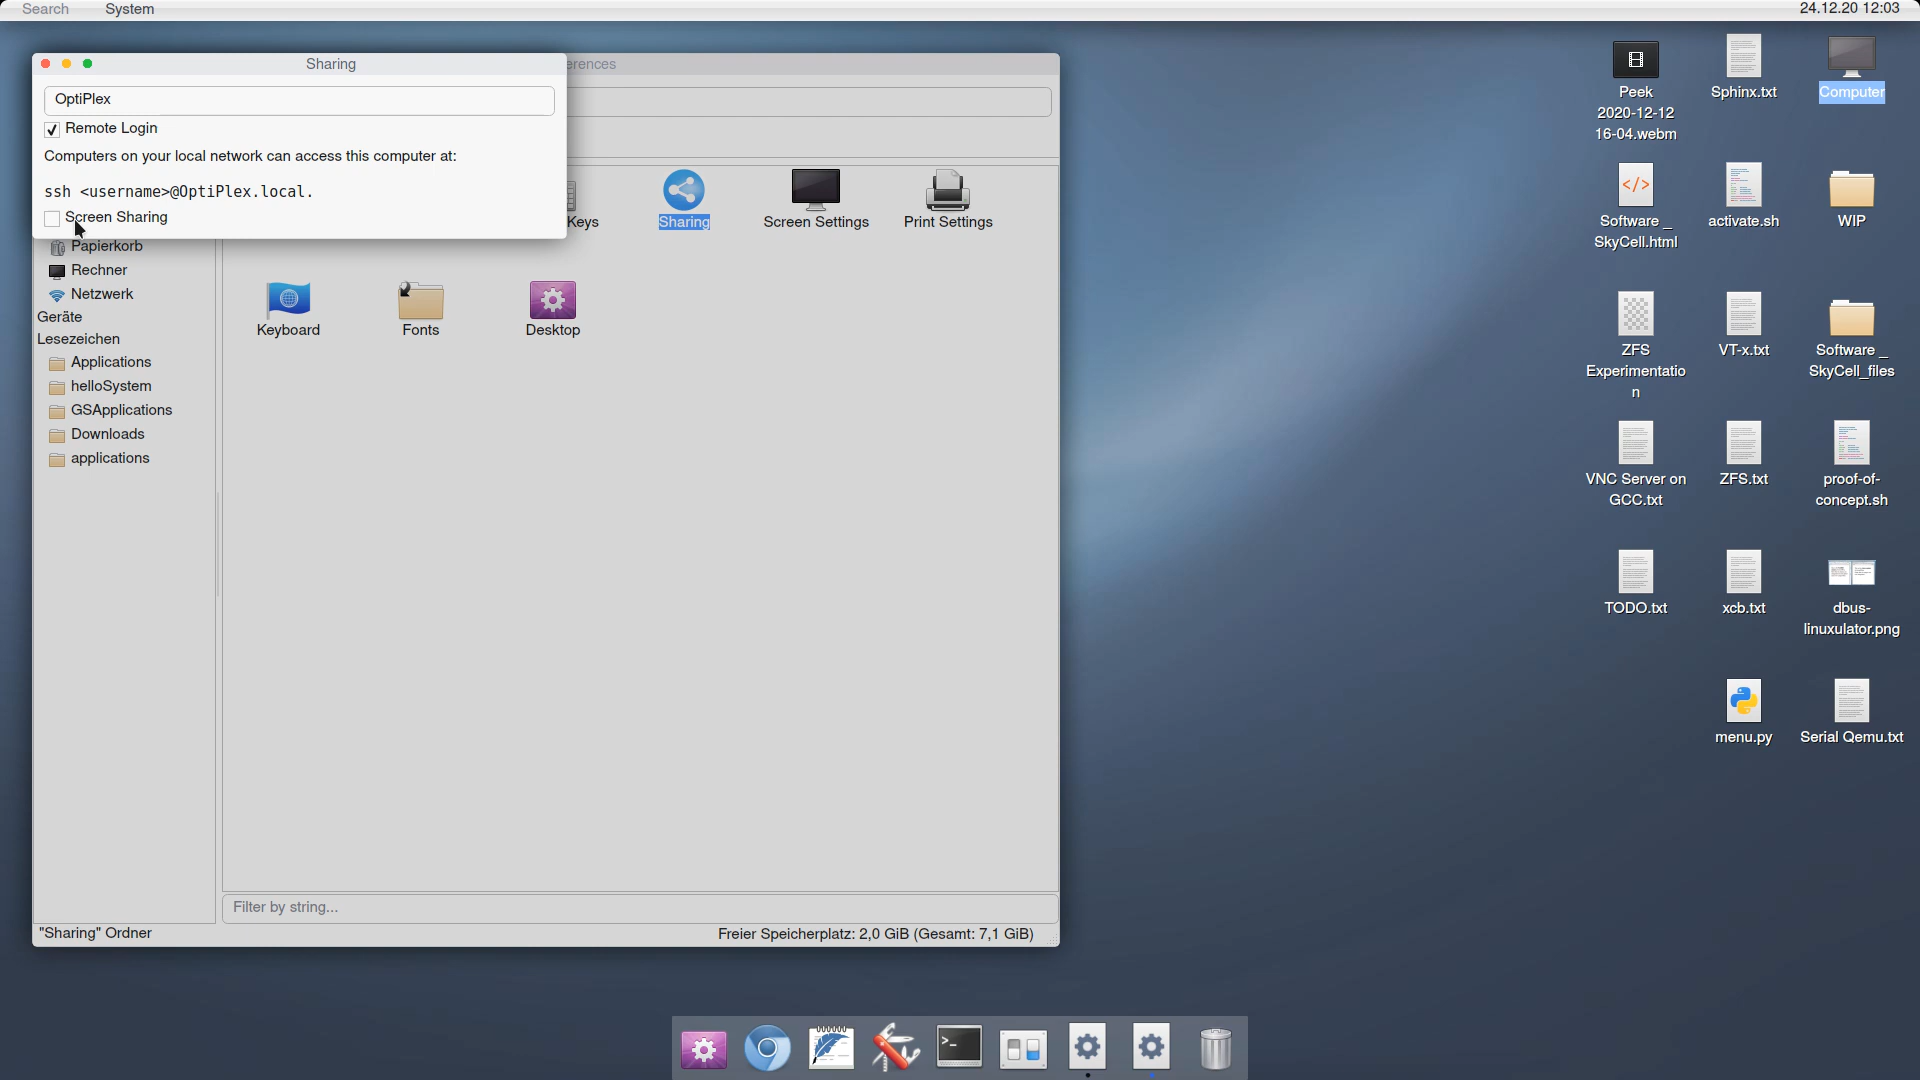 Search System 24.12.20 12:03
Sharing
erences
OptiPlex
Remote Login
Computers on your local network can access this computer at:
ssh <username>@OptiPlex.local.
Screen Sharing
Keys
Sharing
Screen Settings
Print Settings
Papierkorb
Rechner
Netzwerk
Geräte
Lesezeichen
Applications
helloSystem
GSApplications
Downloads
applications
Keyboard
Fonts
Desktop
Filter by string...
"Sharing" Ordner
Freier Speicherplatz: 2,0 GiB (Gesamt: 7,1 GiB)
Peek
2020-12-12
16-04.webm
Sphinx.txt
Computer
Software _
SkyCell.html
activate.sh
WIP
ZFS
Experimentatio
n
VT-x.txt
Software _
SkyCell_files
VNC Server on
GCC.txt
ZFS.txt
proof-of-
concept.sh
TODO.txt
xcb.txt
dbus-
linuxulator.png
menu.py
Serial Qemu.txt